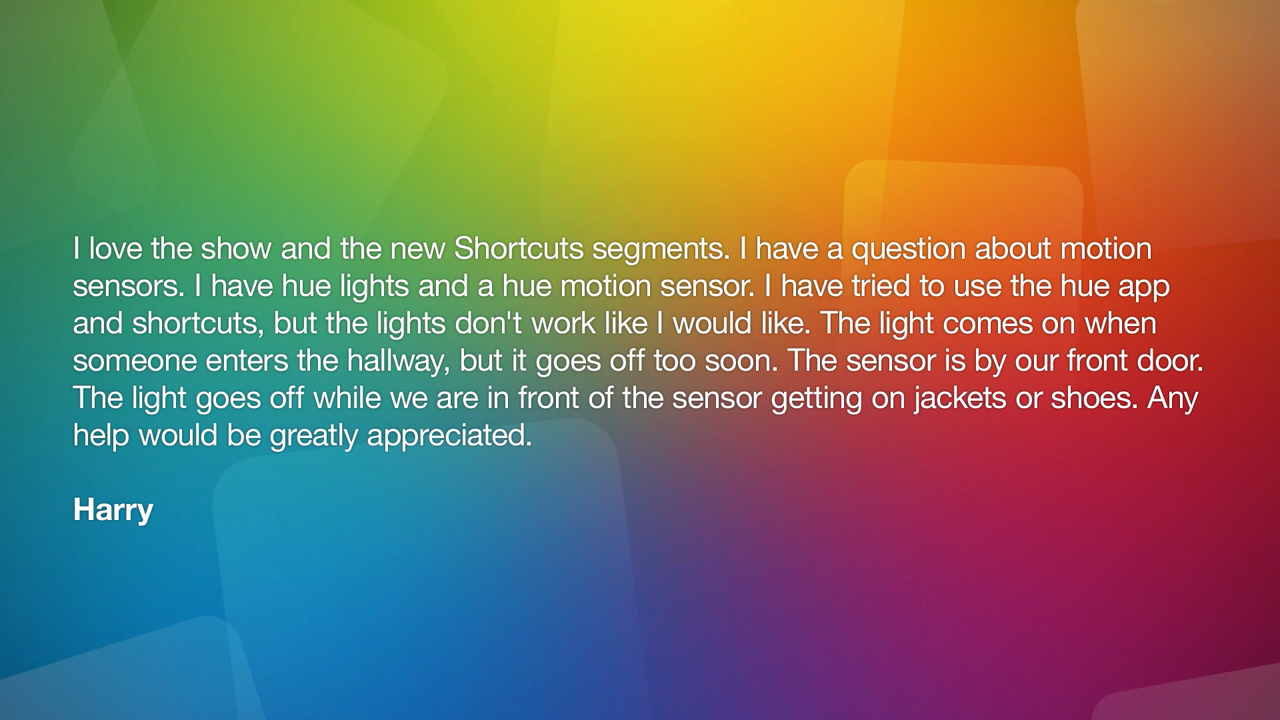 I love the show and the new Shortcuts segments. I have a question about motion
sensors. I have hue lights and a hue motion sensor. I have tried to use the hue app
and shortcuts, but the lights don't work like I would like. The light comes on when
someone enters the hallway, but it goes off too soon. The sensor is by our front door.
The light goes off while we are in front of the sensor getting on jackets or shoes. Any
help would be greatly appreciated.
Harry